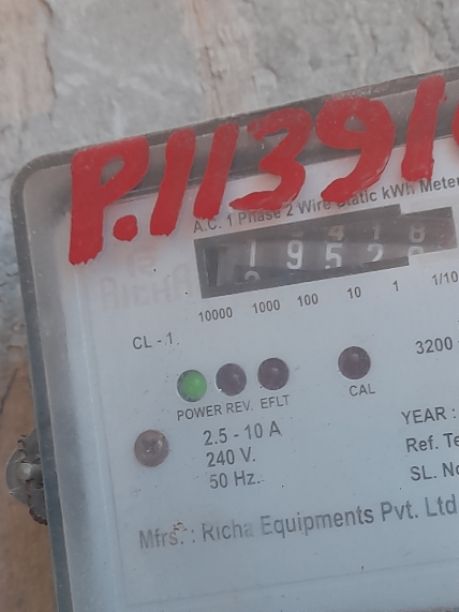 P.11391
A.C. 1 Phase 2 Wire Static kWh Meter
1 9 5 2
10000 1000 100 10 1 1/10
CL - 1.
3200
POWER REV. EFLT CAL
2.5 - 10 A
240 V.
50 Hz.
YEAR :
Ref. Te
SL. No
Mfrs. : Richa Equipments Pvt. Ltd